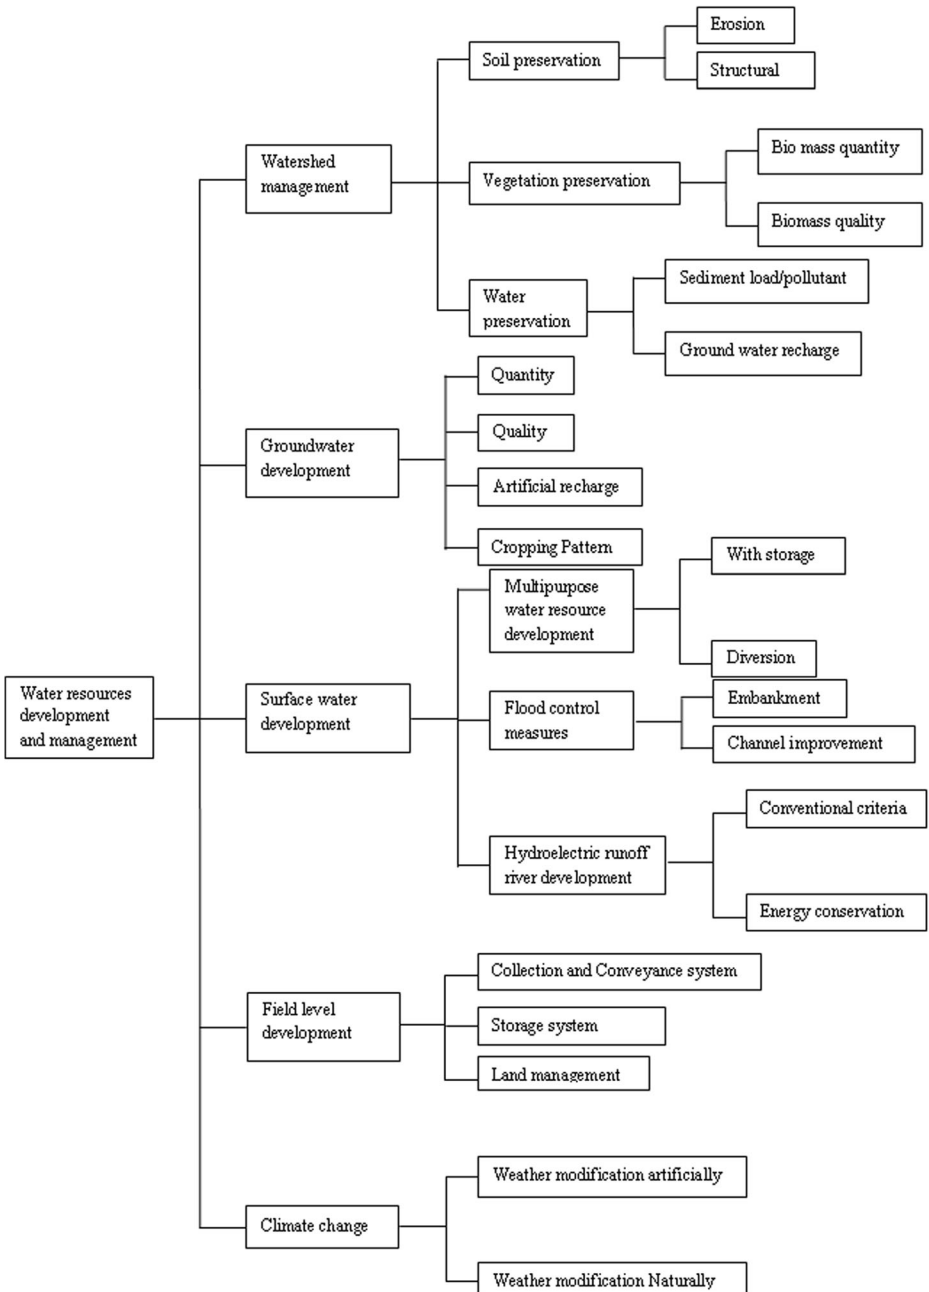 Erosion
Soil preservation
Structural
Watershed
management
Bio mass quantity
Vegetation preservation
Biomass quality
Water
preservation
Sediment load/pollutant
Ground water recharge
Quantity
Groundwater
development
Quality
Artificial recharge
Cropping Pattern
Water resources
development
and management
Surface water
development
Multipurpose
water resource
development
With storage
Diversion
Flood control
measures
Embankment
Channel improvement
Hydroelectric runoff
river development
Conventional criteria
Energy conservation
Field level
development
Collection and Conveyance system
Storage system
Land management
Climate change
Weather modification artificially
Weather modification Naturally